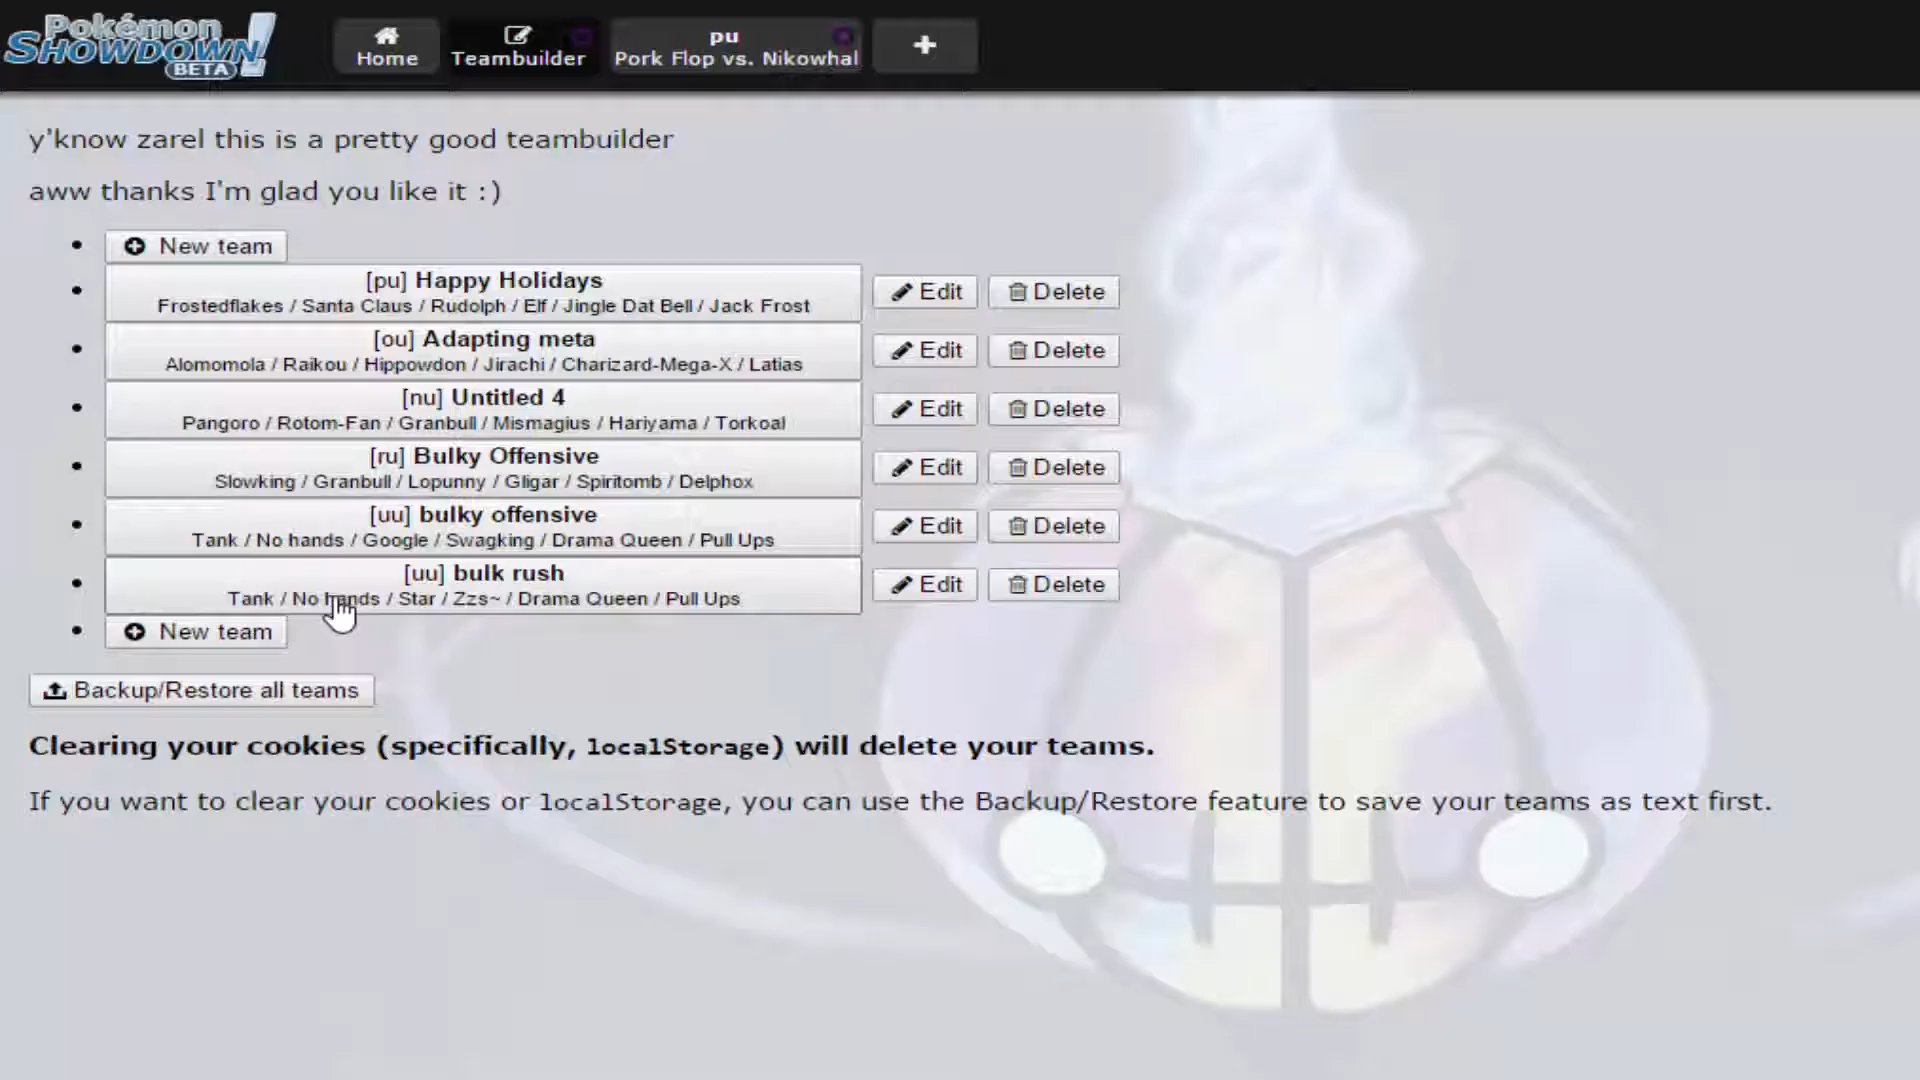 Pokémon
SHOWDOWN!
BETA
Home
Teambuilder
pu
Pork Flop vs. Nikowhal
y'know zarel this is a pretty good teambuilder
aww thanks I'm glad you like it :)
New team
[pu] Happy Holidays
Frostedflakes / Santa Claus / Rudolph / Elf / Jingle Dat Bell / Jack Frost
Edit Delete
[ou] Adapting meta
Alomomola / Raikou / Hippowdon / Jirachi / Charizard-Mega-X / Latias
Edit Delete
[nu] Untitled 4
Pangoro / Rotom-Fan / Granbull / Mismagius / Hariyama / Torkoal
Edit Delete
[ru] Bulky Offensive
Slowking / Granbull / Lopunny / Gligar / Spiritomb / Delphox
Edit Delete
[uu] bulky offensive
Tank / No hands / Google / Swagking / Drama Queen / Pull Ups
Edit Delete
[uu] bulk rush
Tank / No hands / Star / Zzs~ / Drama Queen / Pull Ups
Edit Delete
New team
Backup/Restore all teams
Clearing your cookies (specifically, localStorage) will delete your teams.
If you want to clear your cookies or localStorage, you can use the Backup/Restore feature to save your teams as text first.